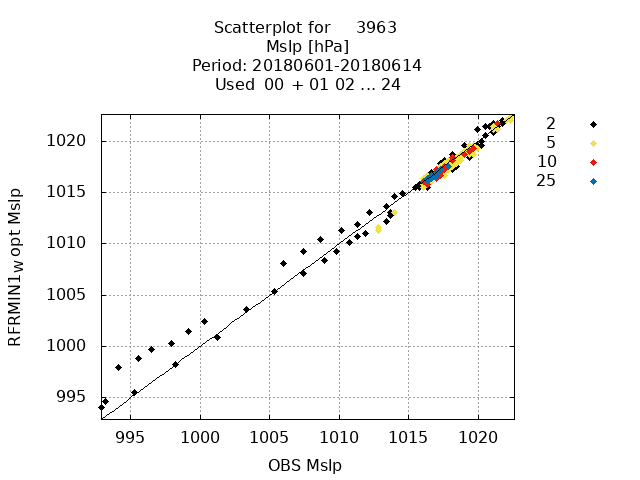 Scatterplot for 3963
Mslp [hPa]
Period: 20180601-20180614
Used 00 + 01 02 ... 24
2
5
10
25
1020
1015
1010
1005
1000
995
RFRMIN1w opt Mslp
995 1000 1005 1010 1015 1020
OBS Mslp